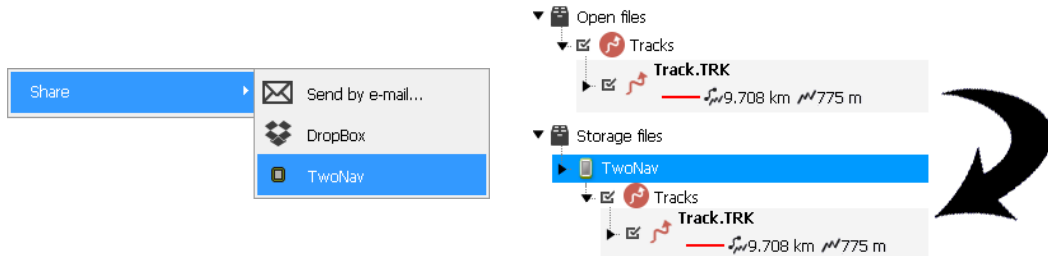 Share
Send by e-mail...
DropBox
TwoNav
Open files
Tracks
Track.TRK
9.708 km 775 m
Storage files
TwoNav
Tracks
Track.TRK
9.708 km 775 m